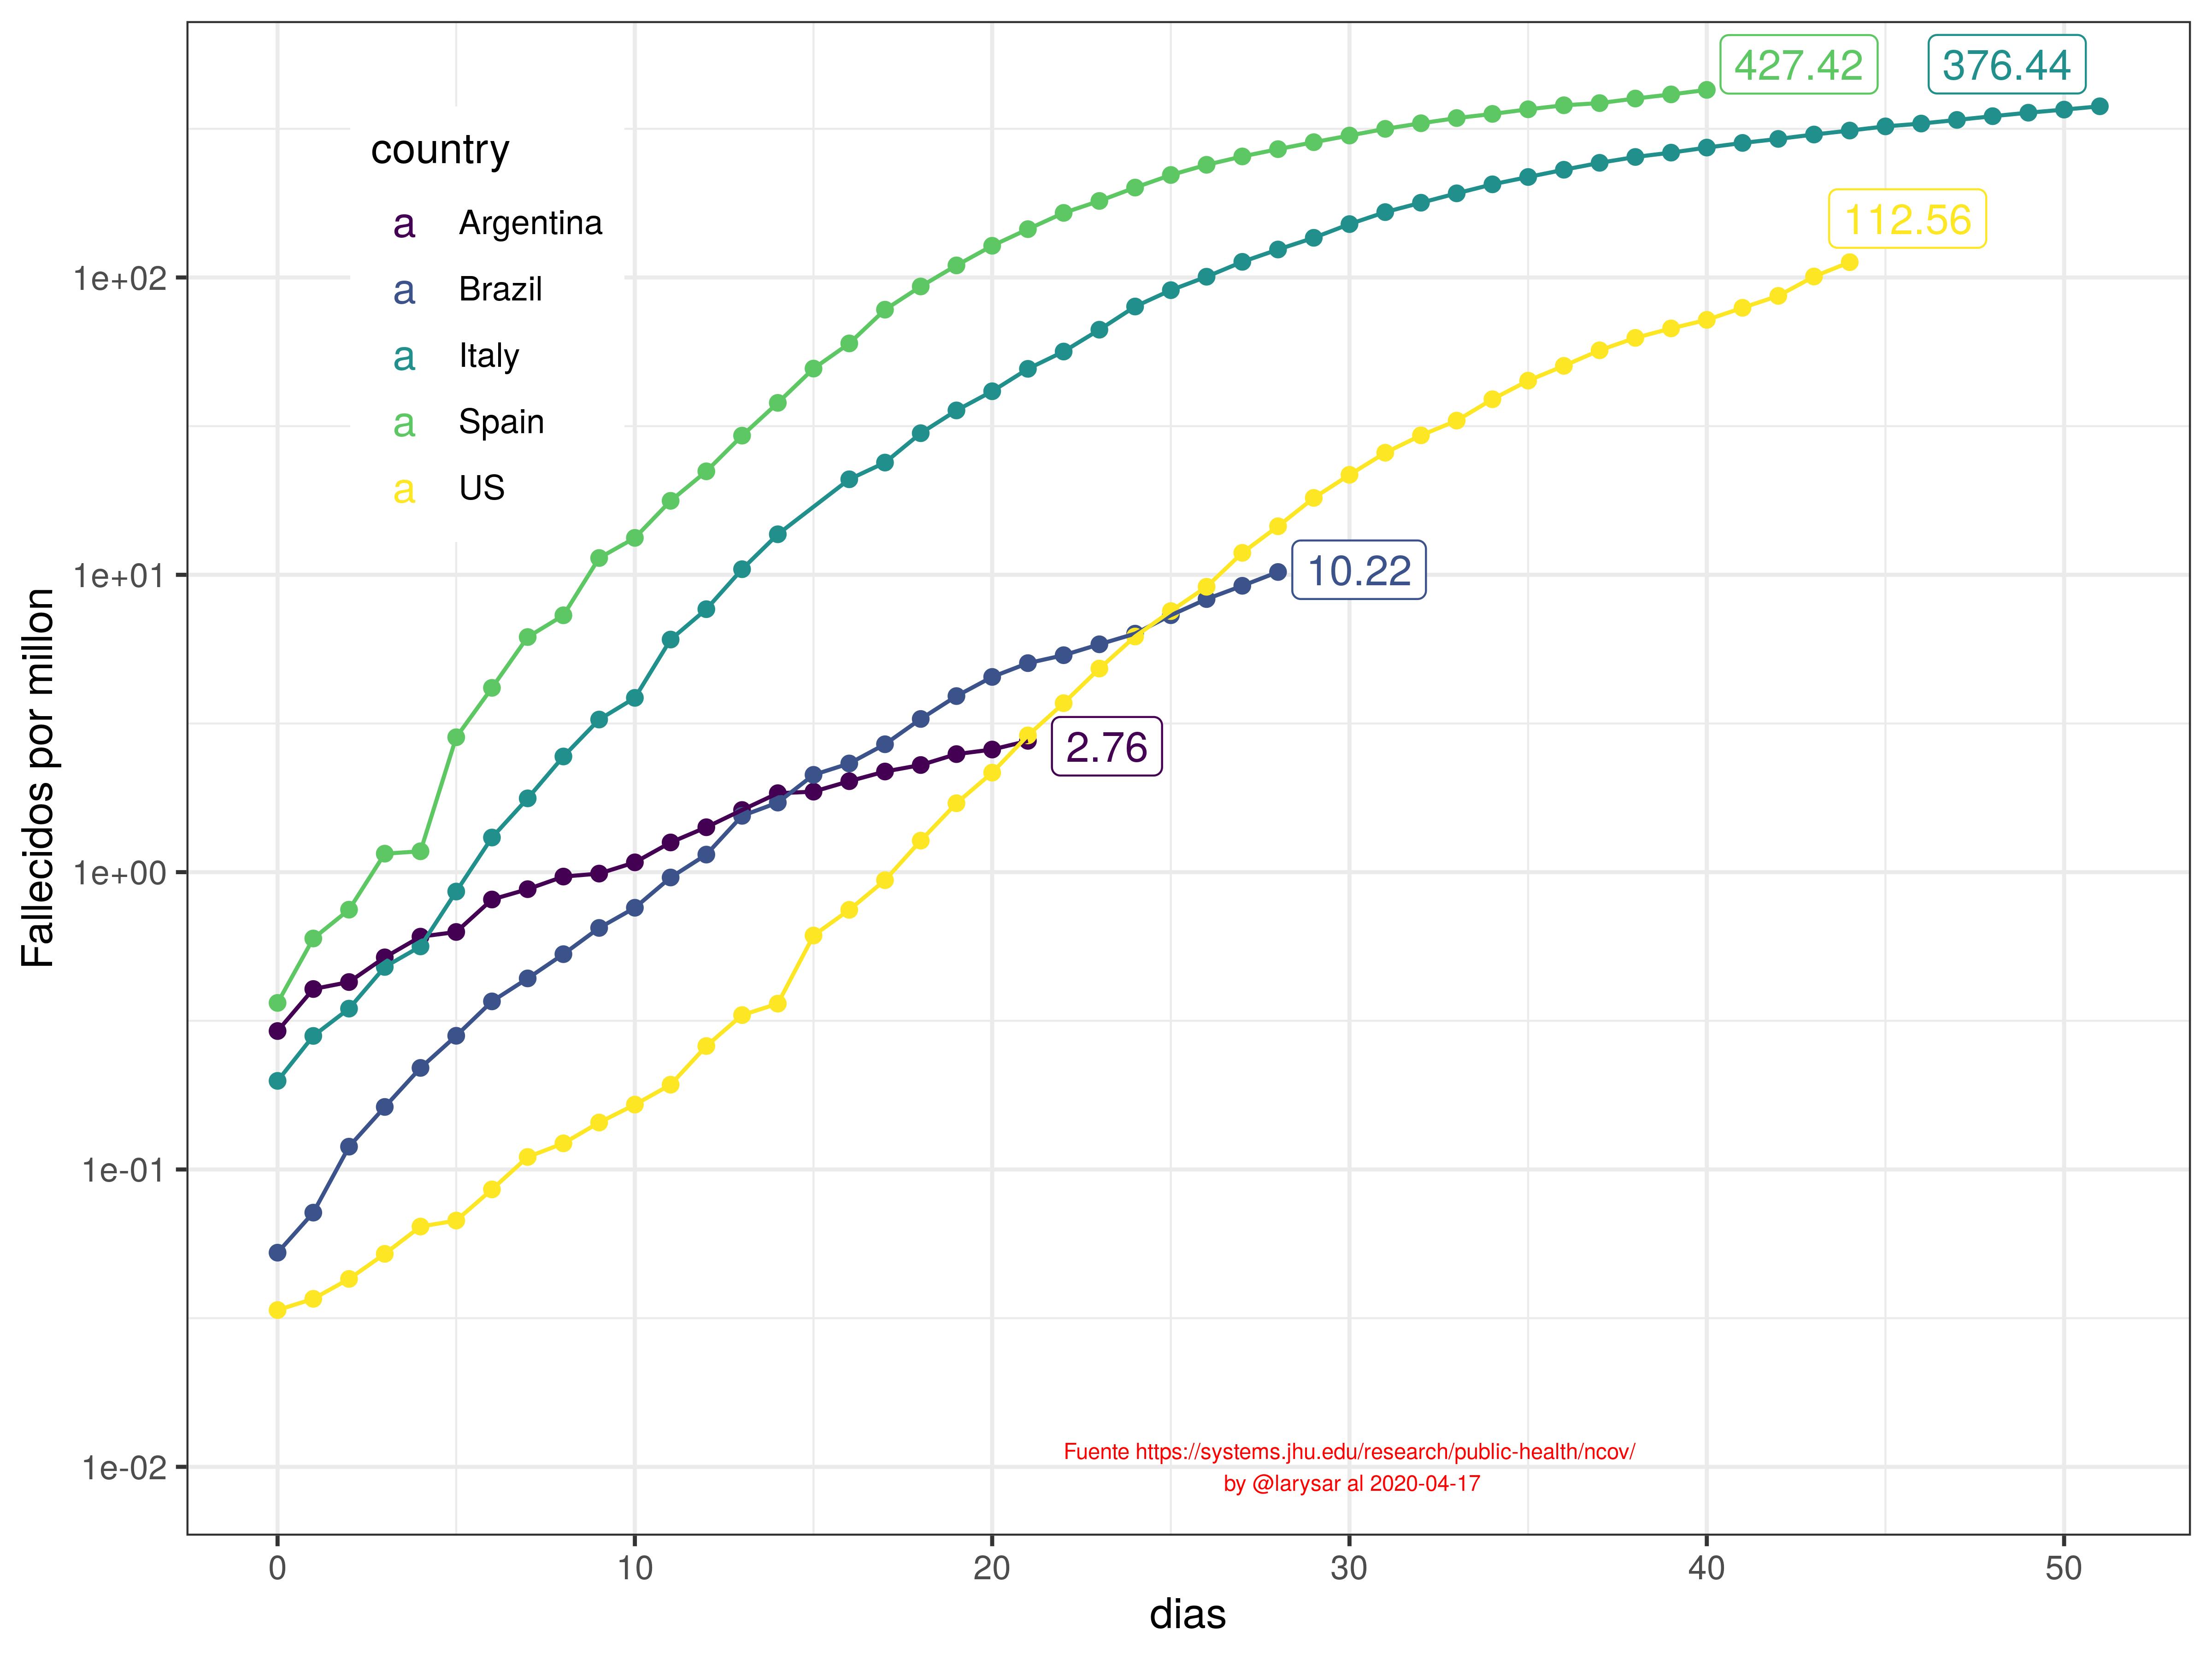 427.42
376.44
country
a Argentina
a Brazil
a Italy
a Spain
a US
112.56
10.22
2.76
1e+02
1e+01
1e+00
1e-01
1e-02
Fallecidos por millon
Fuente https://systems.jhu.edu/research/public-health/ncov/
by @larysar al 2020-04-17
0 10 20 30 40 50
dias